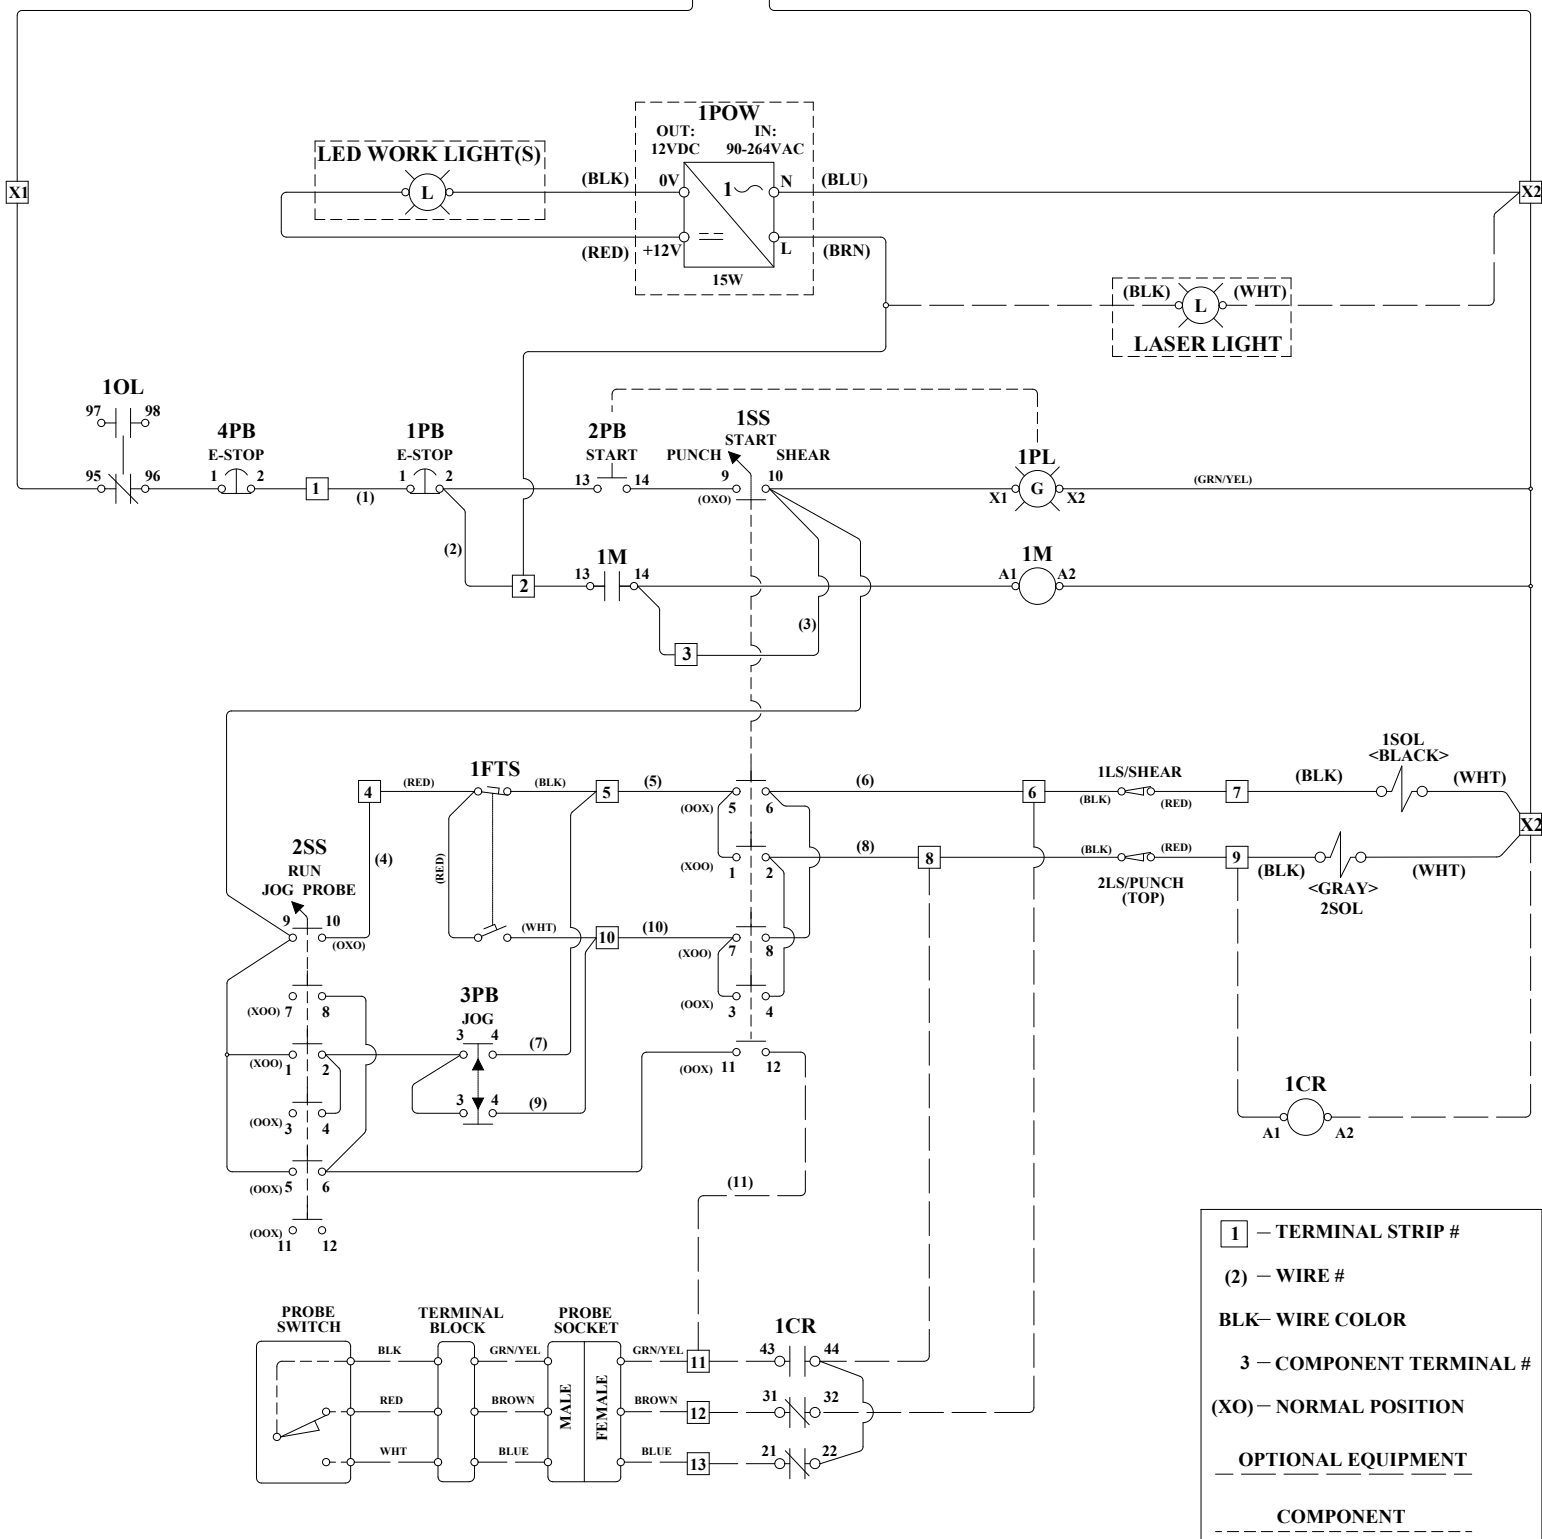 1POW
OUT: IN:
12VDC 90-264VAC
LED WORK LIGHT(S)
L
(BLK) 0V 1 N (BLU)
X1
X2
(RED) +12V L (BRN)
15W
(BLK) L (WHT)
LASER LIGHT
1OL
97 98
4PB
E-STOP
1PB
E-STOP
2PB
START
1SS
START
PUNCH SHEAR
1PL
95 96 1 2 1 (1) 1 2 13 14 9 10 X1 G X2 (GRN/YEL)
(OXO)
(2)
1M
1M
2 13 14 A1 A2
(3)
3
1SOL
<BLACK>
4 (RED) 1FTS (BLK) 5 (5) (OOX) 5 6 (6) 6 1LS/SHEAR (BLK) (RED) 7 (BLK) (WHT)
X2
2SS
RUN
JOG PROBE
(4)
(RED)
(XOO) 1 2 (8) 8 (BLK) (RED) 9 (BLK) (WHT)
2LS/PUNCH
(TOP)
<GRAY>
2SOL
9 10
(OXO)
(WHT) 10 (10) (XOO) 7 8
(XOO) 7 8
3PB
JOG
(OOX) 3 4
3 4 (7)
(XOO) 1 2
(OOX) 11 12
3 4 (9)
(OOX) 3 4
1CR
A1 A2
(OOX) 5 6
(11)
(OOX) 11 12
PROBE
SWITCH
TERMINAL
BLOCK
PROBE
SOCKET
1CR
BLK GRN/YEL GRN/YEL 11 43 44
RED BROWN BROWN 12 31 32
MALE
FEMALE
WHT BLUE BLUE 13 21 22
1 – TERMINAL STRIP #
(2) – WIRE #
BLK – WIRE COLOR
3 – COMPONENT TERMINAL #
(XO) – NORMAL POSITION
OPTIONAL EQUIPMENT
COMPONENT